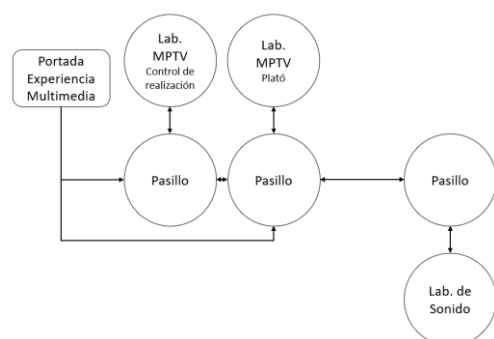 Portada
Experiencia
Multimedia
Lab.
MPTV
Control de
realización
Lab.
MPTV
Plató
Pasillo
Pasillo
Pasillo
Lab. de
Sonido